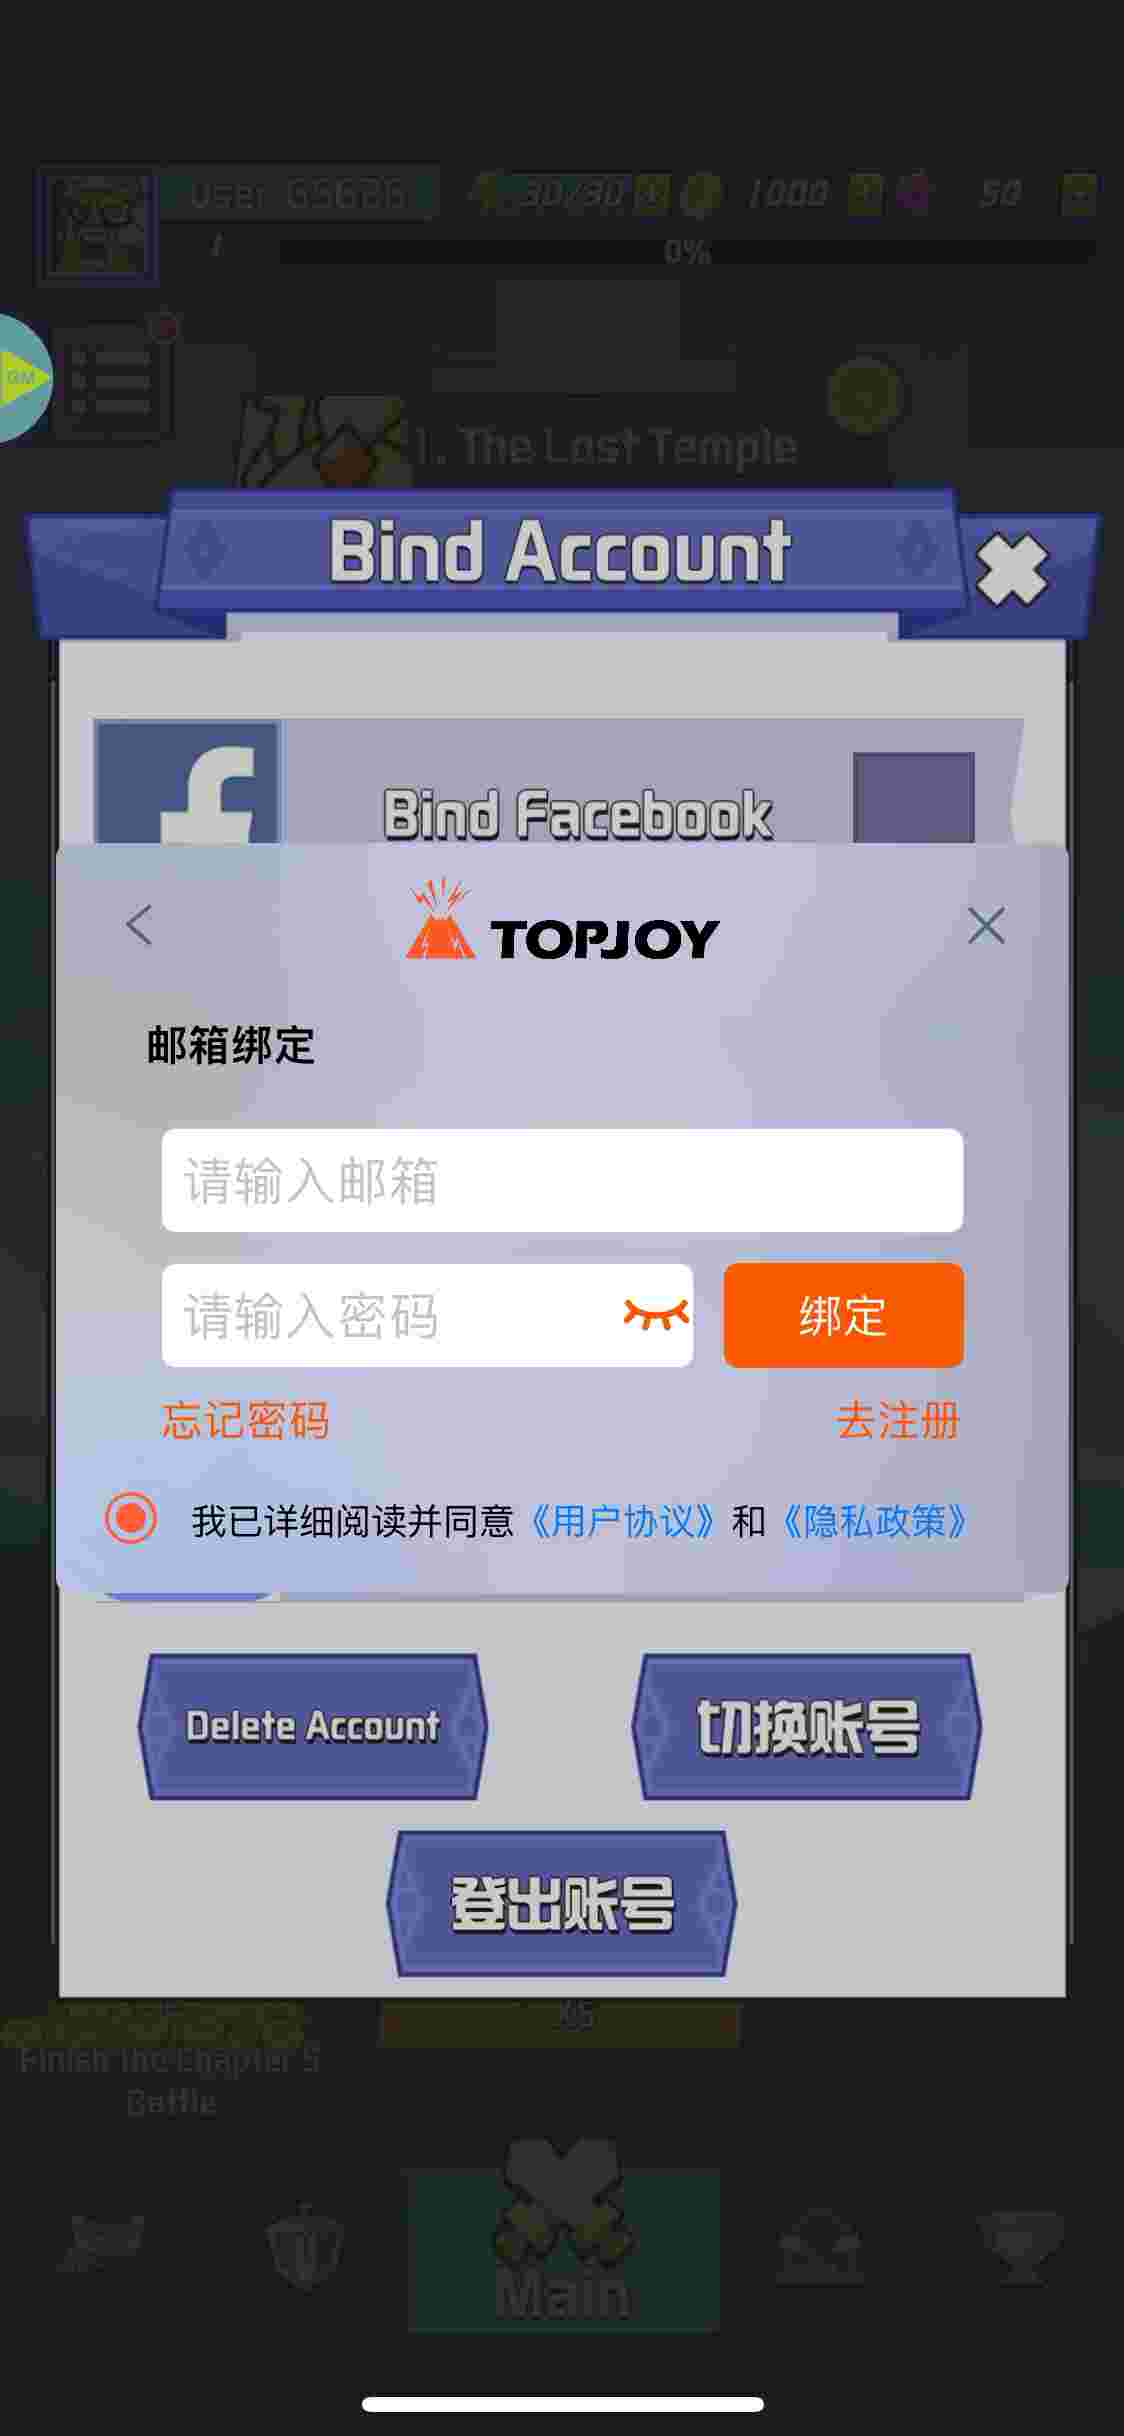 User 65626
30/30
1000
50
1
0%
GM
1. The Lost Temple
Bind Account
Bind Facebook
TOPJOY
邮箱绑定
请输入邮箱
请输入密码
绑定
忘记密码
去注册
我已详细阅读并同意《用户协议》和《隐私政策》
Delete Account
切换账号
登出账号
x5
Finish the Chapter 5
Battle
Main